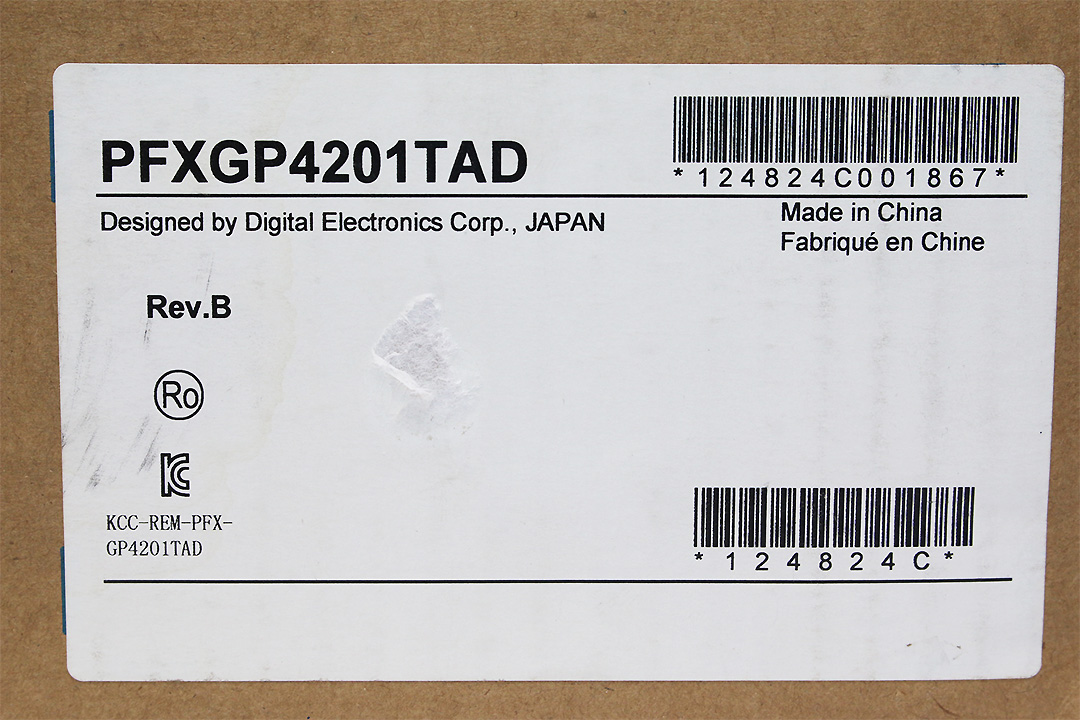 PFXGP4201TAD
*124824C001867*
Designed by Digital Electronics Corp., JAPAN
Made in China
Fabriqué en Chine
Rev.B
Ro
KC
KCC-REM-PFX-
GP4201TAD
*124824C*